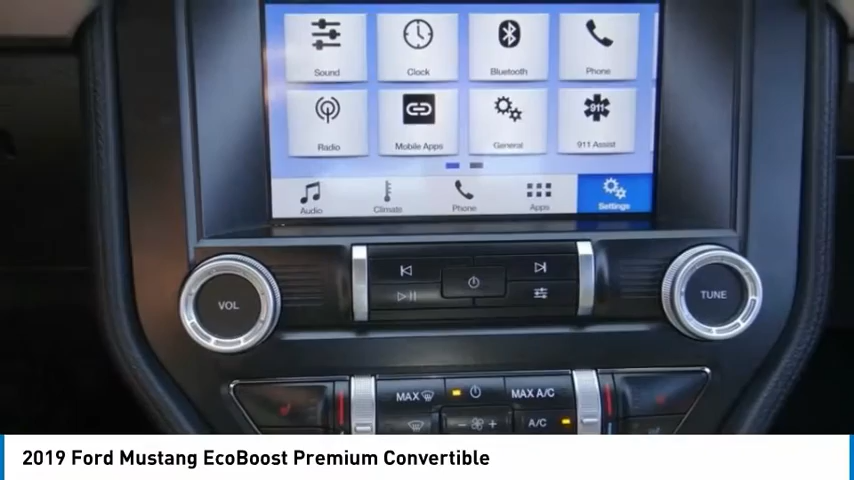 Sound Clock Bluetooth Phone
911
Radio Mobile Apps General 911 Assist
Audio Climate Phone Apps Settings
VOL TUNE
MAX MAX A/C
- + A/C
2019 Ford Mustang EcoBoost Premium Convertible